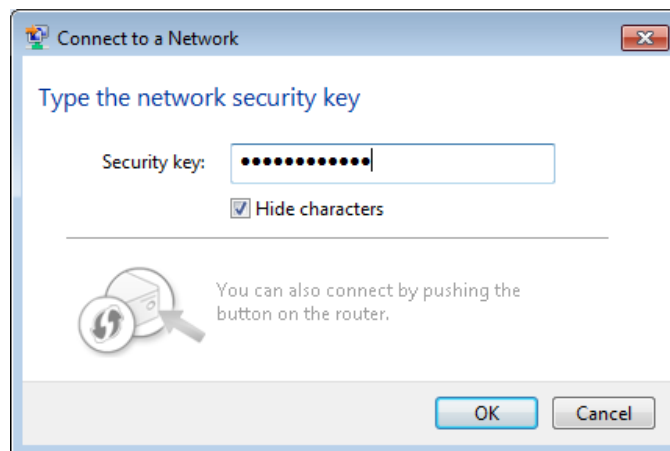 Connect to a Network
Type the network security key
Security key: ••••••••••••
Hide characters
You can also connect by pushing the
button on the router.
OK Cancel